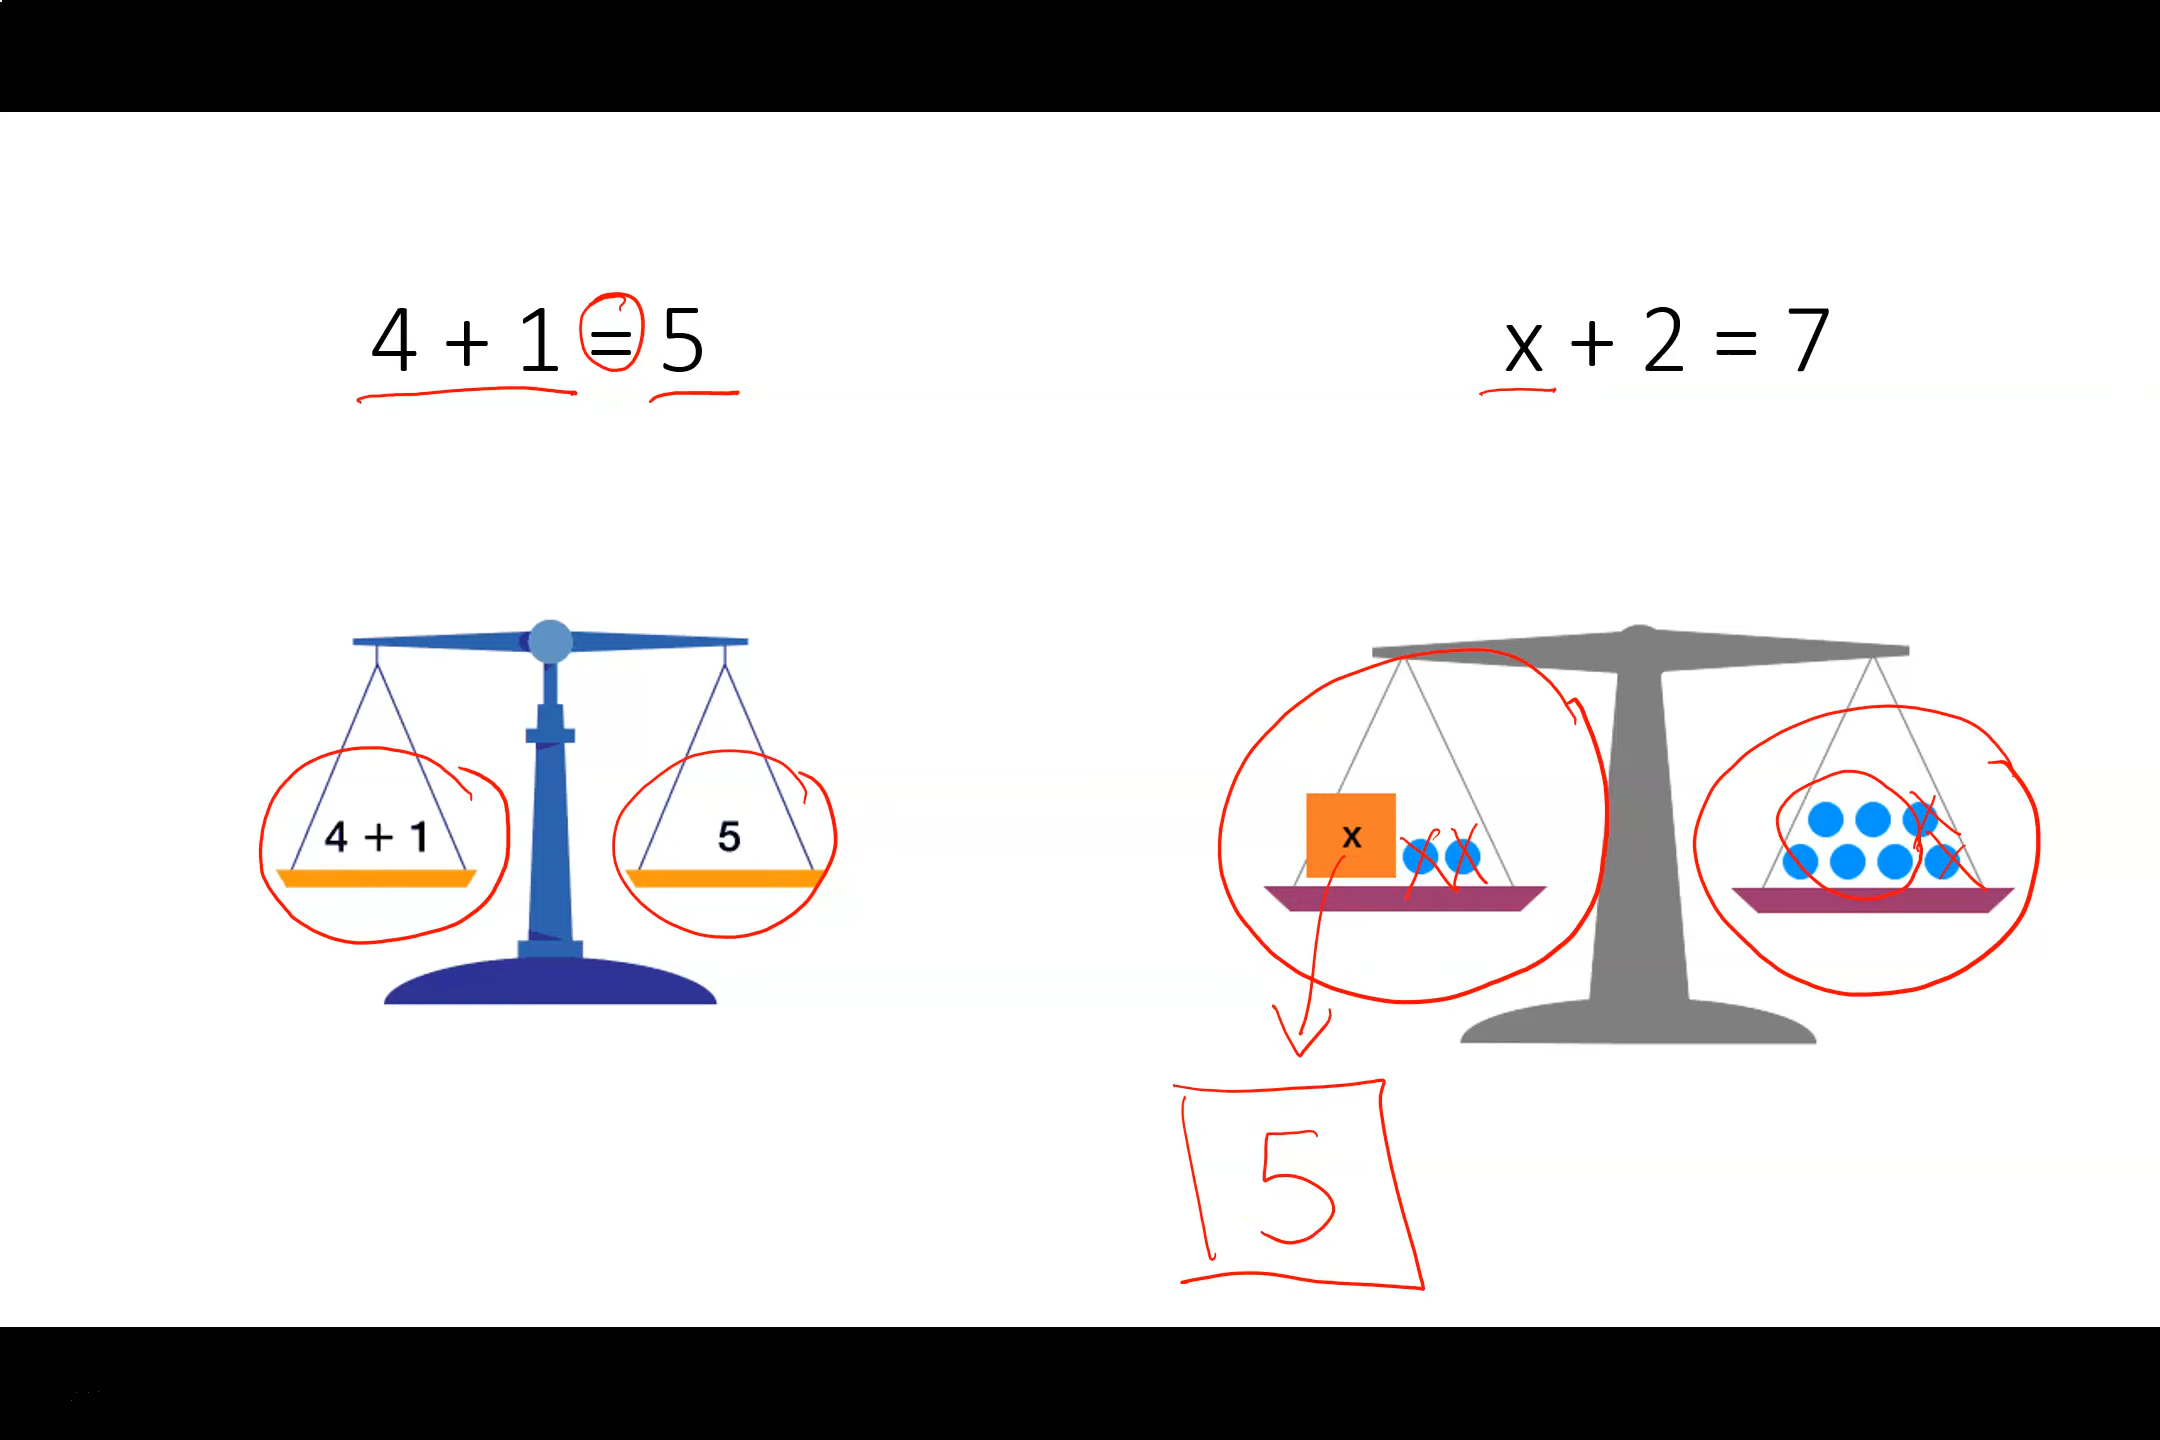 4 + 1 = 5
x + 2 = 7
4 + 1
5
x
5